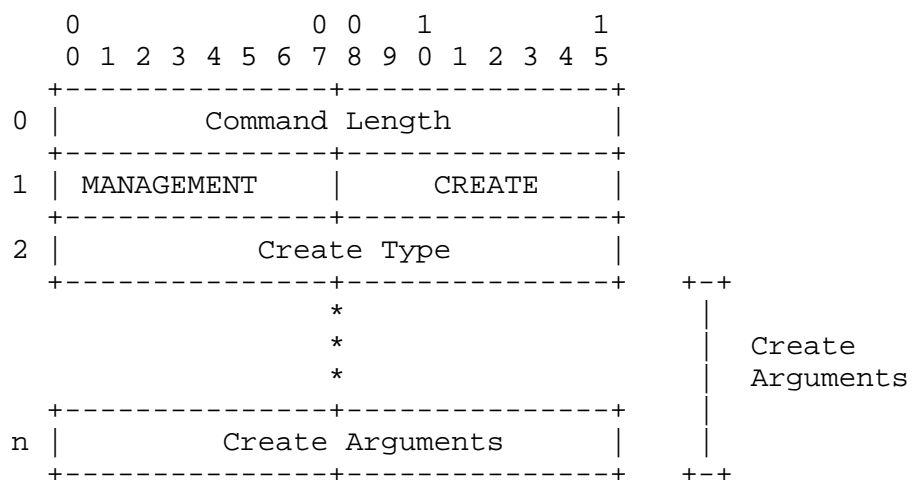 0             0 0   1         1
     0 1 2 3 4 5 6 7 8 9 0 1 2 3 4 5
    +---------------+---------------+
0   |        Command Length         |
    +---------------+---------------+
1   | MANAGEMENT    |     CREATE    |
    +---------------+---------------+
2   |           Create Type         |
    +---------------+---------------+   +-+
                    *                    |
                    *                    |  Create
                    *                    |  Arguments
    +---------------+---------------+    |
n   |         Create Arguments      |    |
    +---------------+---------------+   +-+